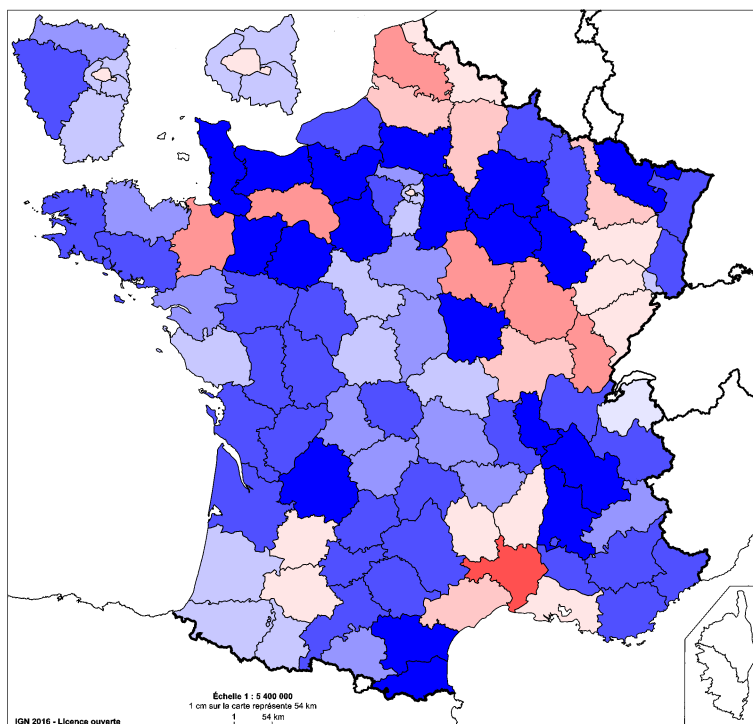 Échelle 1 : 5 400 000
1 cm sur la carte représente 54 km
1 54 km
IGN 2016 - Licence ouverte